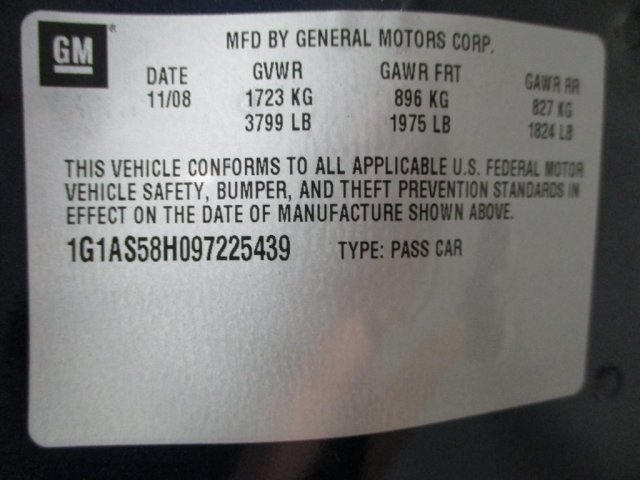 GM ® MFD BY GENERAL MOTORS CORP.
DATE GVWR GAWR FRT GAWR RR
11/08 1723 KG 896 KG 827 KG
3799 LB 1975 LB 1824 LB
THIS VEHICLE CONFORMS TO ALL APPLICABLE U.S. FEDERAL MOTOR
VEHICLE SAFETY, BUMPER, AND THEFT PREVENTION STANDARDS IN
EFFECT ON THE DATE OF MANUFACTURE SHOWN ABOVE.
1G1AS58H097225439 TYPE: PASS CAR